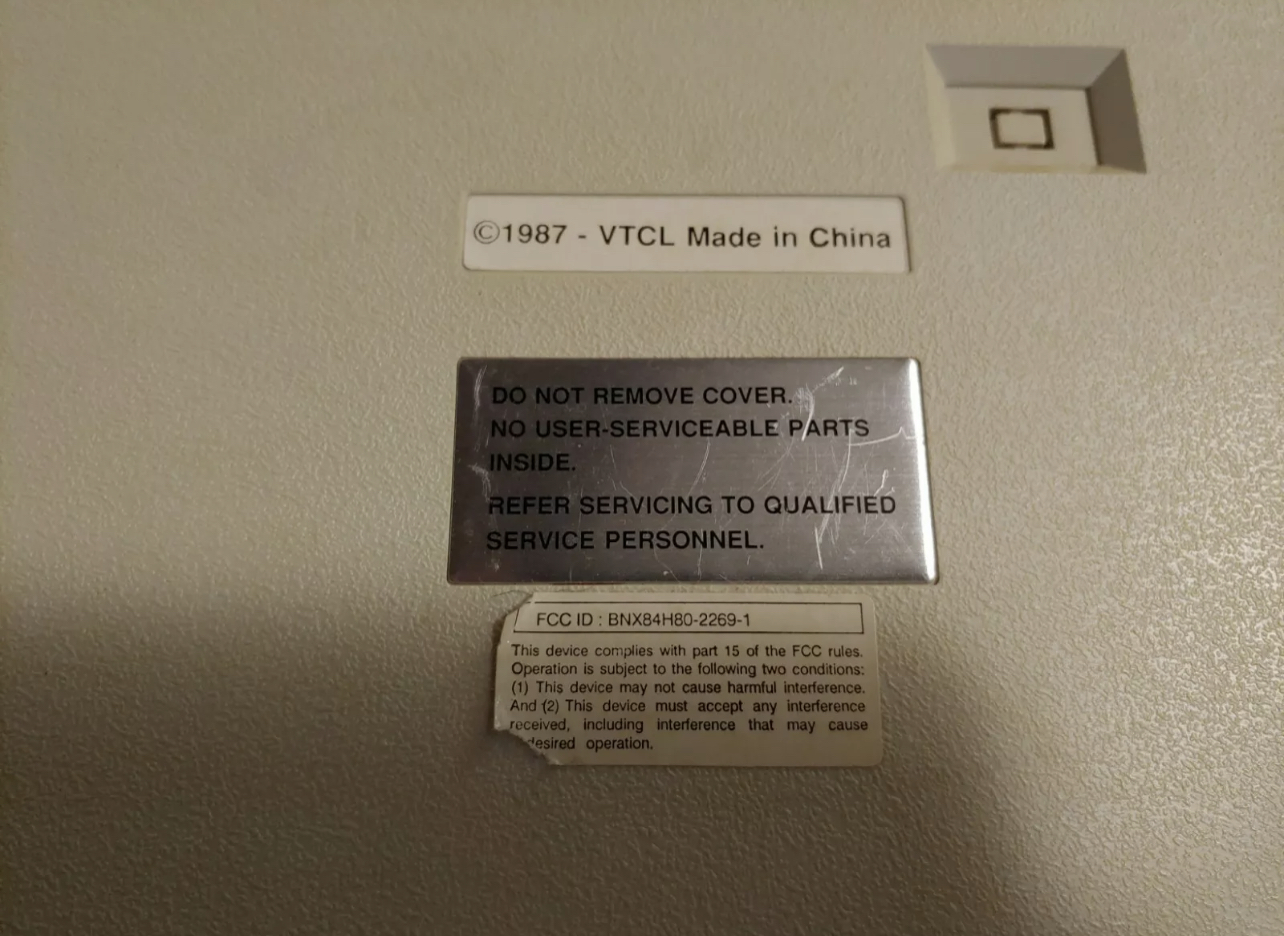 ©1987 - VTCL Made in China
DO NOT REMOVE COVER.
NO USER-SERVICEABLE PARTS
INSIDE.
REFER SERVICING TO QUALIFIED
SERVICE PERSONNEL.
FCC ID : BNX84H80-2269-1
This device complies with part 15 of the FCC rules.
Operation is subject to the following two conditions:
(1) This device may not cause harmful interference.
And (2) This device must accept any interference
received, including interference that may cause
desired operation.